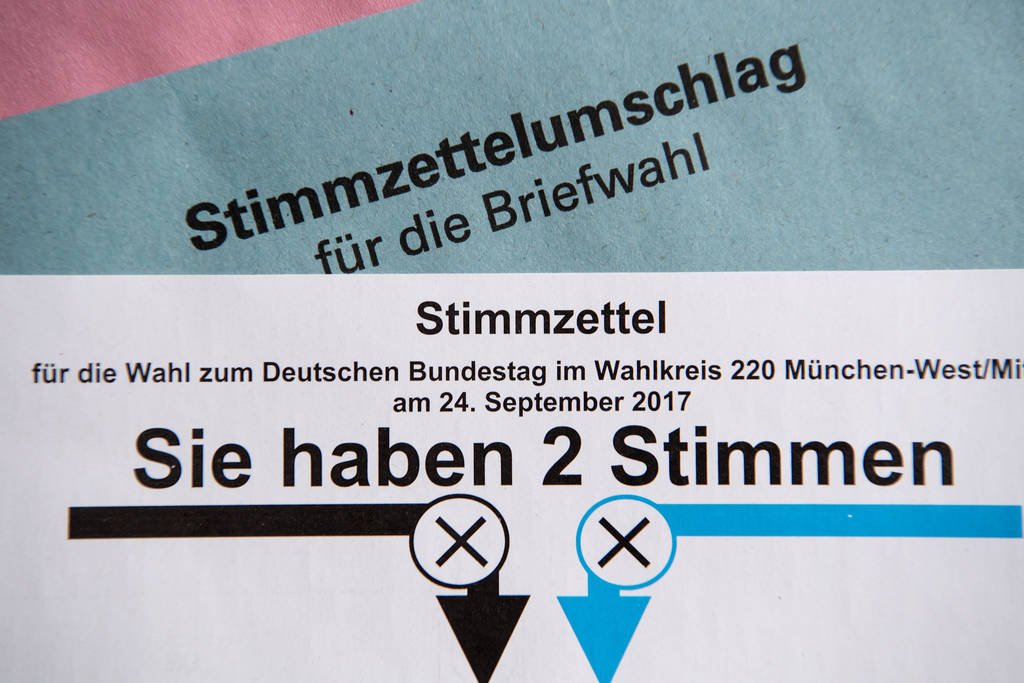 Stimmzettelumschlag
für die Briefwahl
Stimmzettel
für die Wahl zum Deutschen Bundestag im Wahlkreis 220 München-West/Mit
am 24. September 2017
Sie haben 2 Stimmen